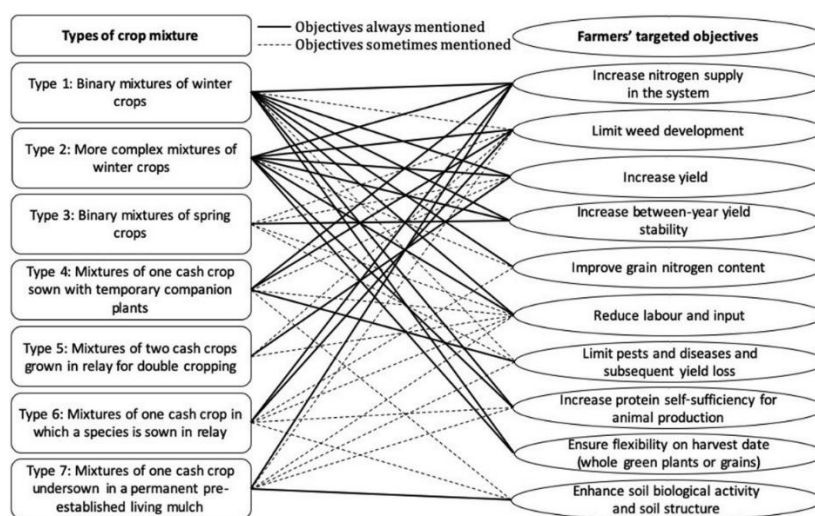 Types of crop mixture
Objectives always mentioned
Objectives sometimes mentioned
Farmers' targeted objectives
Type 1: Binary mixtures of winter
crops
Type 2: More complex mixtures of
winter crops
Type 3: Binary mixtures of spring
crops
Type 4: Mixtures of one cash crop
sown with temporary companion
plants
Type 5: Mixtures of two cash crops
grown in relay for double cropping
Type 6: Mixtures of one cash crop in
which a species is sown in relay
Type 7: Mixtures of one cash crop
undersown in a permanent pre-
established living mulch
Increase nitrogen supply
in the system
Limit weed development
Increase yield
Increase between-year yield
stability
Improve grain nitrogen content
Reduce labour and input
Limit pests and diseases and
subsequent yield loss
Increase protein self-sufficiency for
animal production
Ensure flexibility on harvest date
(whole green plants or grains)
Enhance soil biological activity
and soil structure